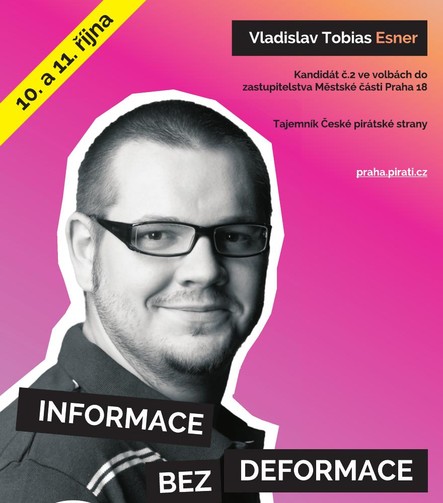 10. a 11. října
Vladislav Tobias Esner
Kandidát č.2 ve volbách do
zastupitelstva Městské části Praha 18
Tajemník České pirátské strany
praha.pirati.cz
INFORMACE
BEZ DEFORMACE